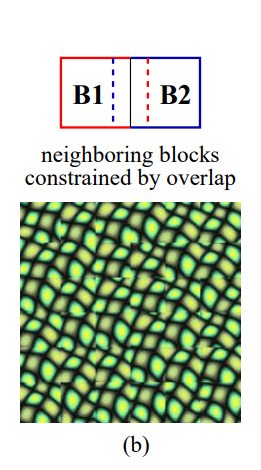 B1 B2
neighboring blocks
constrained by overlap
(b)